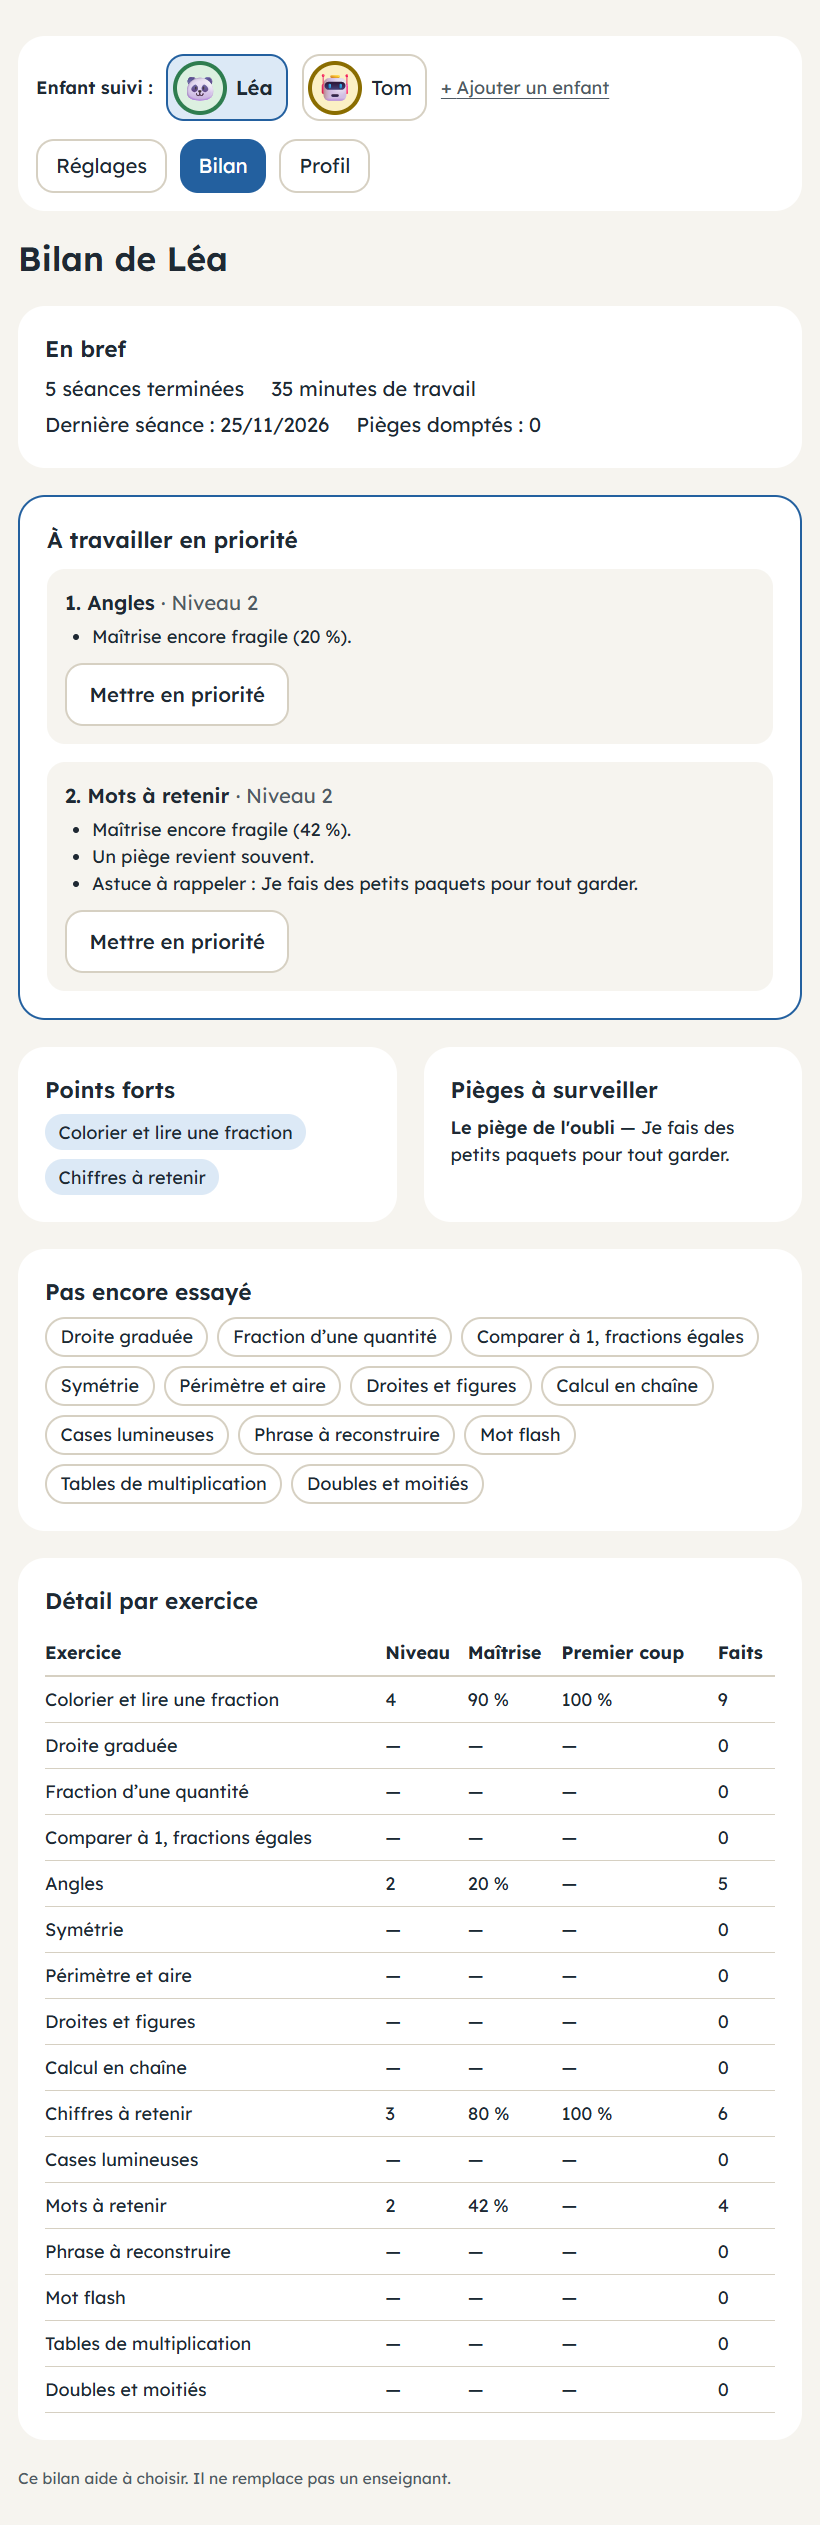 Enfant suivi :
Léa
Tom
+ Ajouter un enfant
Réglages
Bilan
Profil
Bilan de Léa
En bref
5 séances terminées 35 minutes de travail
Dernière séance : 25/11/2026 Pièges domptés : 0
À travailler en priorité
1. Angles · Niveau 2
• Maîtrise encore fragile (20 %).
Mettre en priorité
2. Mots à retenir · Niveau 2
• Maîtrise encore fragile (42 %).
• Un piège revient souvent.
• Astuce à rappeler : Je fais des petits paquets pour tout garder.
Mettre en priorité
Points forts
Colorier et lire une fraction
Chiffres à retenir
Pièges à surveiller
Le piège de l'oubli — Je fais des
petits paquets pour tout garder.
Pas encore essayé
Droite graduée Fraction d’une quantité Comparer à 1, fractions égales
Symétrie Périmètre et aire Droites et figures Calcul en chaîne
Cases lumineuses Phrase à reconstruire Mot flash
Tables de multiplication Doubles et moitiés
Détail par exercice
Exercice Niveau Maîtrise Premier coup Faits
Colorier et lire une fraction 4 90 % 100 % 9
Droite graduée — — — 0
Fraction d’une quantité — — — 0
Comparer à 1, fractions égales — — — 0
Angles 2 20 % — 5
Symétrie — — — 0
Périmètre et aire — — — 0
Droites et figures — — — 0
Calcul en chaîne — — — 0
Chiffres à retenir 3 80 % 100 % 6
Cases lumineuses — — — 0
Mots à retenir 2 42 % — 4
Phrase à reconstruire — — — 0
Mot flash — — — 0
Tables de multiplication — — — 0
Doubles et moitiés — — — 0
Ce bilan aide à choisir. Il ne remplace pas un enseignant.